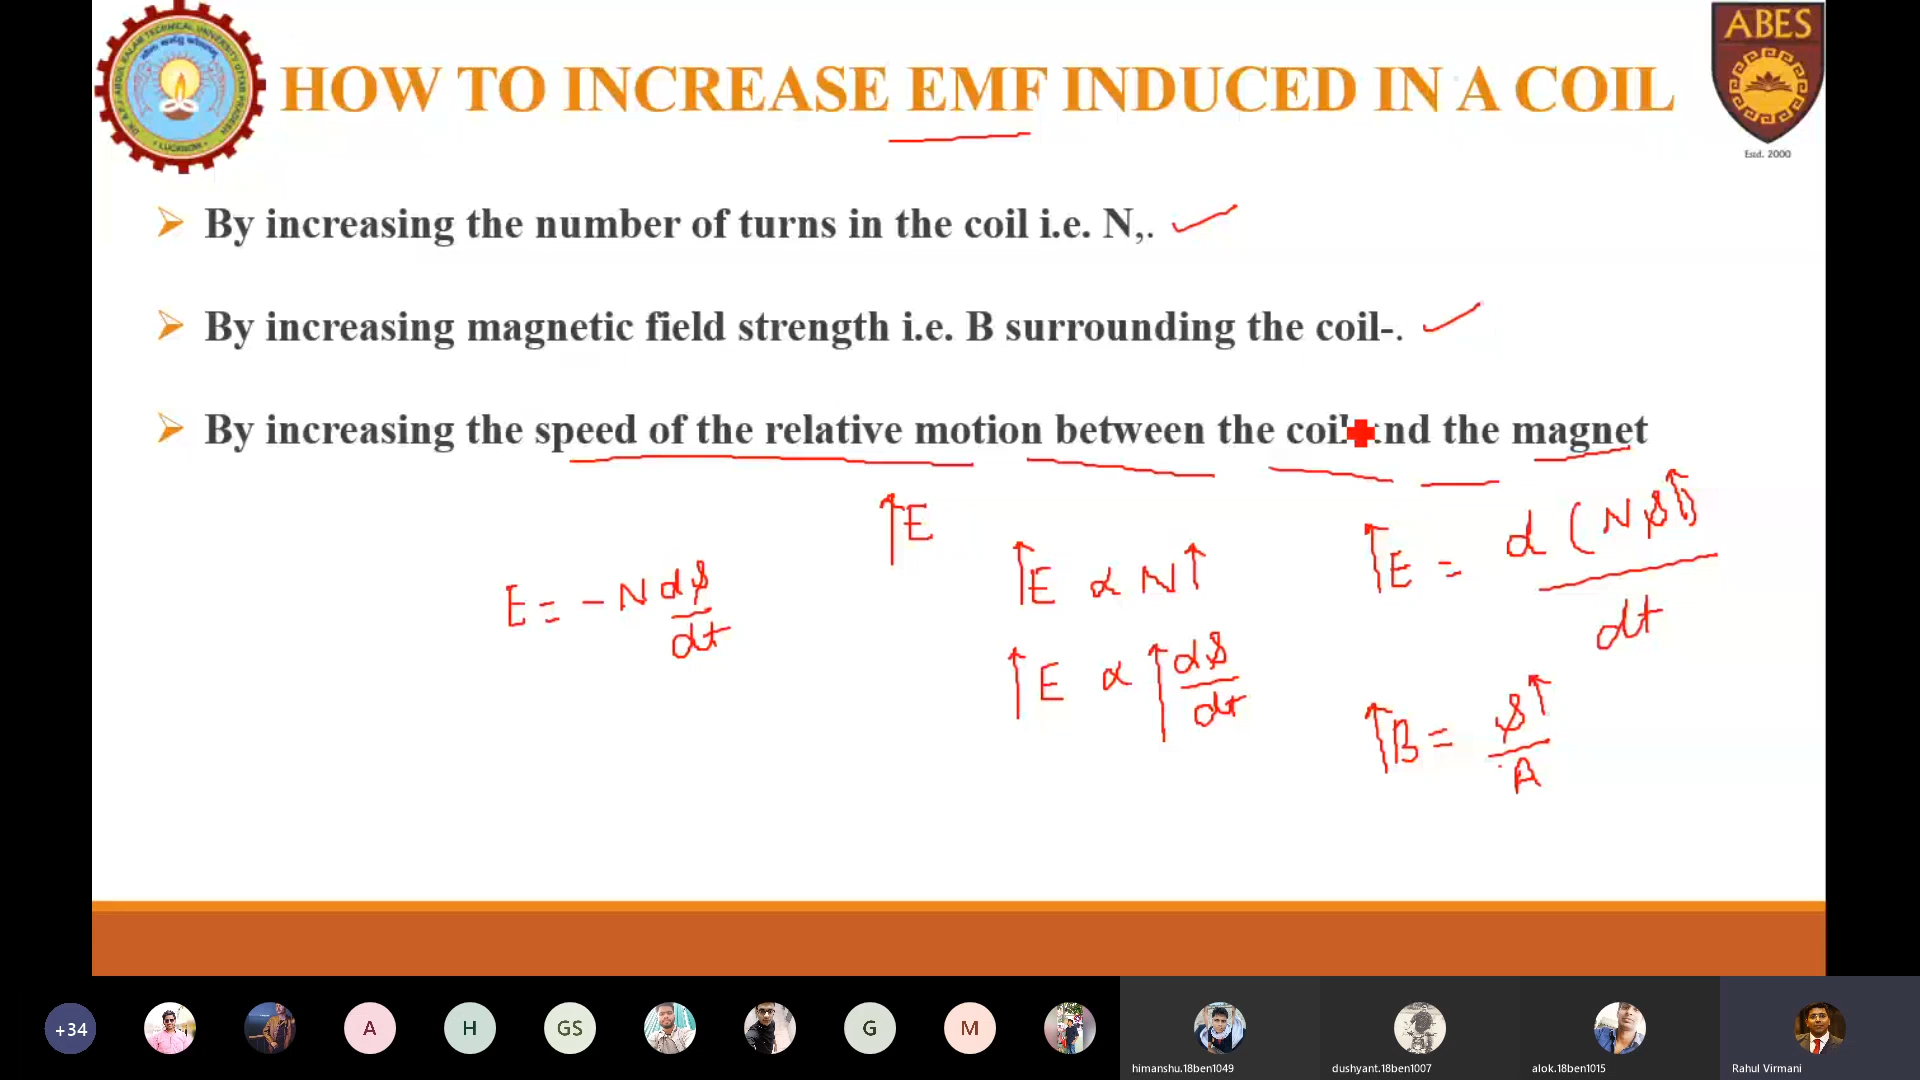 ABES
Estd. 2000
HOW TO INCREASE EMF INDUCED IN A COIL
By increasing the number of turns in the coil i.e. N,.
By increasing magnetic field strength i.e. B surrounding the coil-.
By increasing the speed of the relative motion between the coil and the magnet
↑E
E = - N dϕ/dt
↑E ∝ N↑
↑E = d (Nϕ↑)/dt
↑E ∝ ↑dϕ/dt
↑B = ϕ↑/A
+34
A
H
GS
G
M
himanshu.18ben1049
dushyant.18ben1007
alok.18ben1015
Rahul Virmani